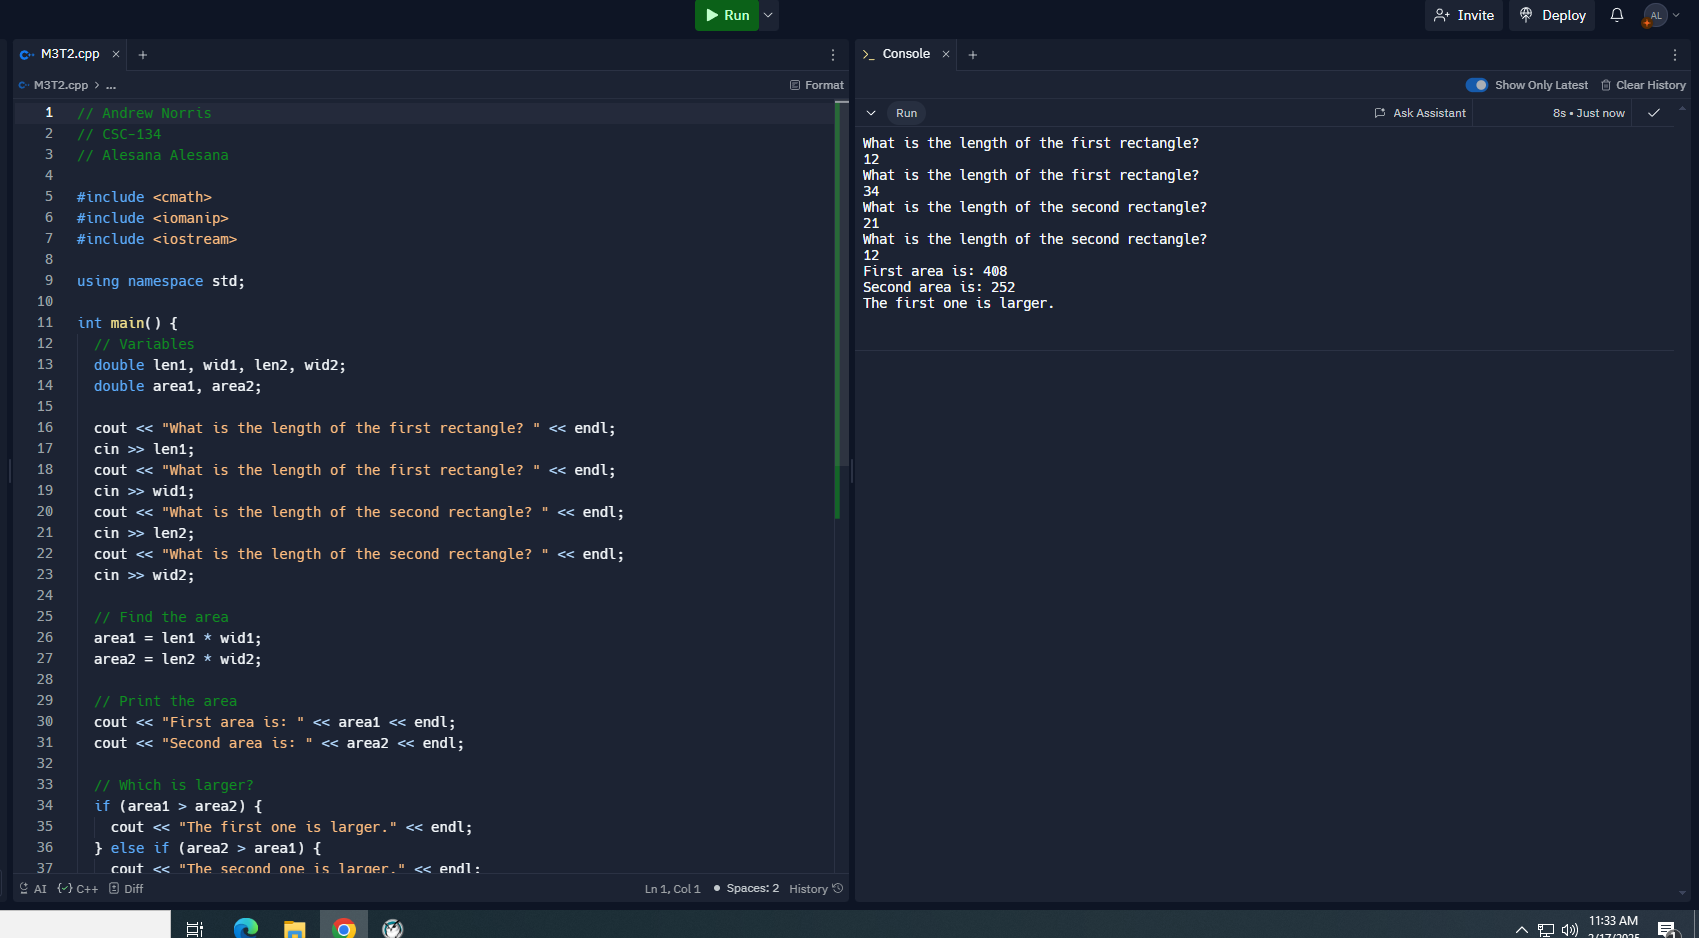 Run
Invite
Deploy
AL
M3T2.cpp
Console
M3T2.cpp > ...
Format
Show Only Latest
Clear History
1 // Andrew Norris
2 // CSC-134
3 // Alesana Alesana
4
5 #include <cmath>
6 #include <iomanip>
7 #include <iostream>
8
9 using namespace std;
10
11 int main() {
12 // Variables
13 double len1, wid1, len2, wid2;
14 double area1, area2;
15
16 cout << "What is the length of the first rectangle? " << endl;
17 cin >> len1;
18 cout << "What is the length of the first rectangle? " << endl;
19 cin >> wid1;
20 cout << "What is the length of the second rectangle? " << endl;
21 cin >> len2;
22 cout << "What is the length of the second rectangle? " << endl;
23 cin >> wid2;
24
25 // Find the area
26 area1 = len1 * wid1;
27 area2 = len2 * wid2;
28
29 // Print the area
30 cout << "First area is: " << area1 << endl;
31 cout << "Second area is: " << area2 << endl;
32
33 // Which is larger?
34 if (area1 > area2) {
35 cout << "The first one is larger." << endl;
36 } else if (area2 > area1) {
37 cout << "The second one is larger." << endl;
AI
C++
Diff
Ln 1, Col 1
Spaces: 2
History
Run
Ask Assistant
8s • Just now
What is the length of the first rectangle?
12
What is the length of the first rectangle?
34
What is the length of the second rectangle?
21
What is the length of the second rectangle?
12
First area is: 408
Second area is: 252
The first one is larger.
11:33 AM
2/17/2025